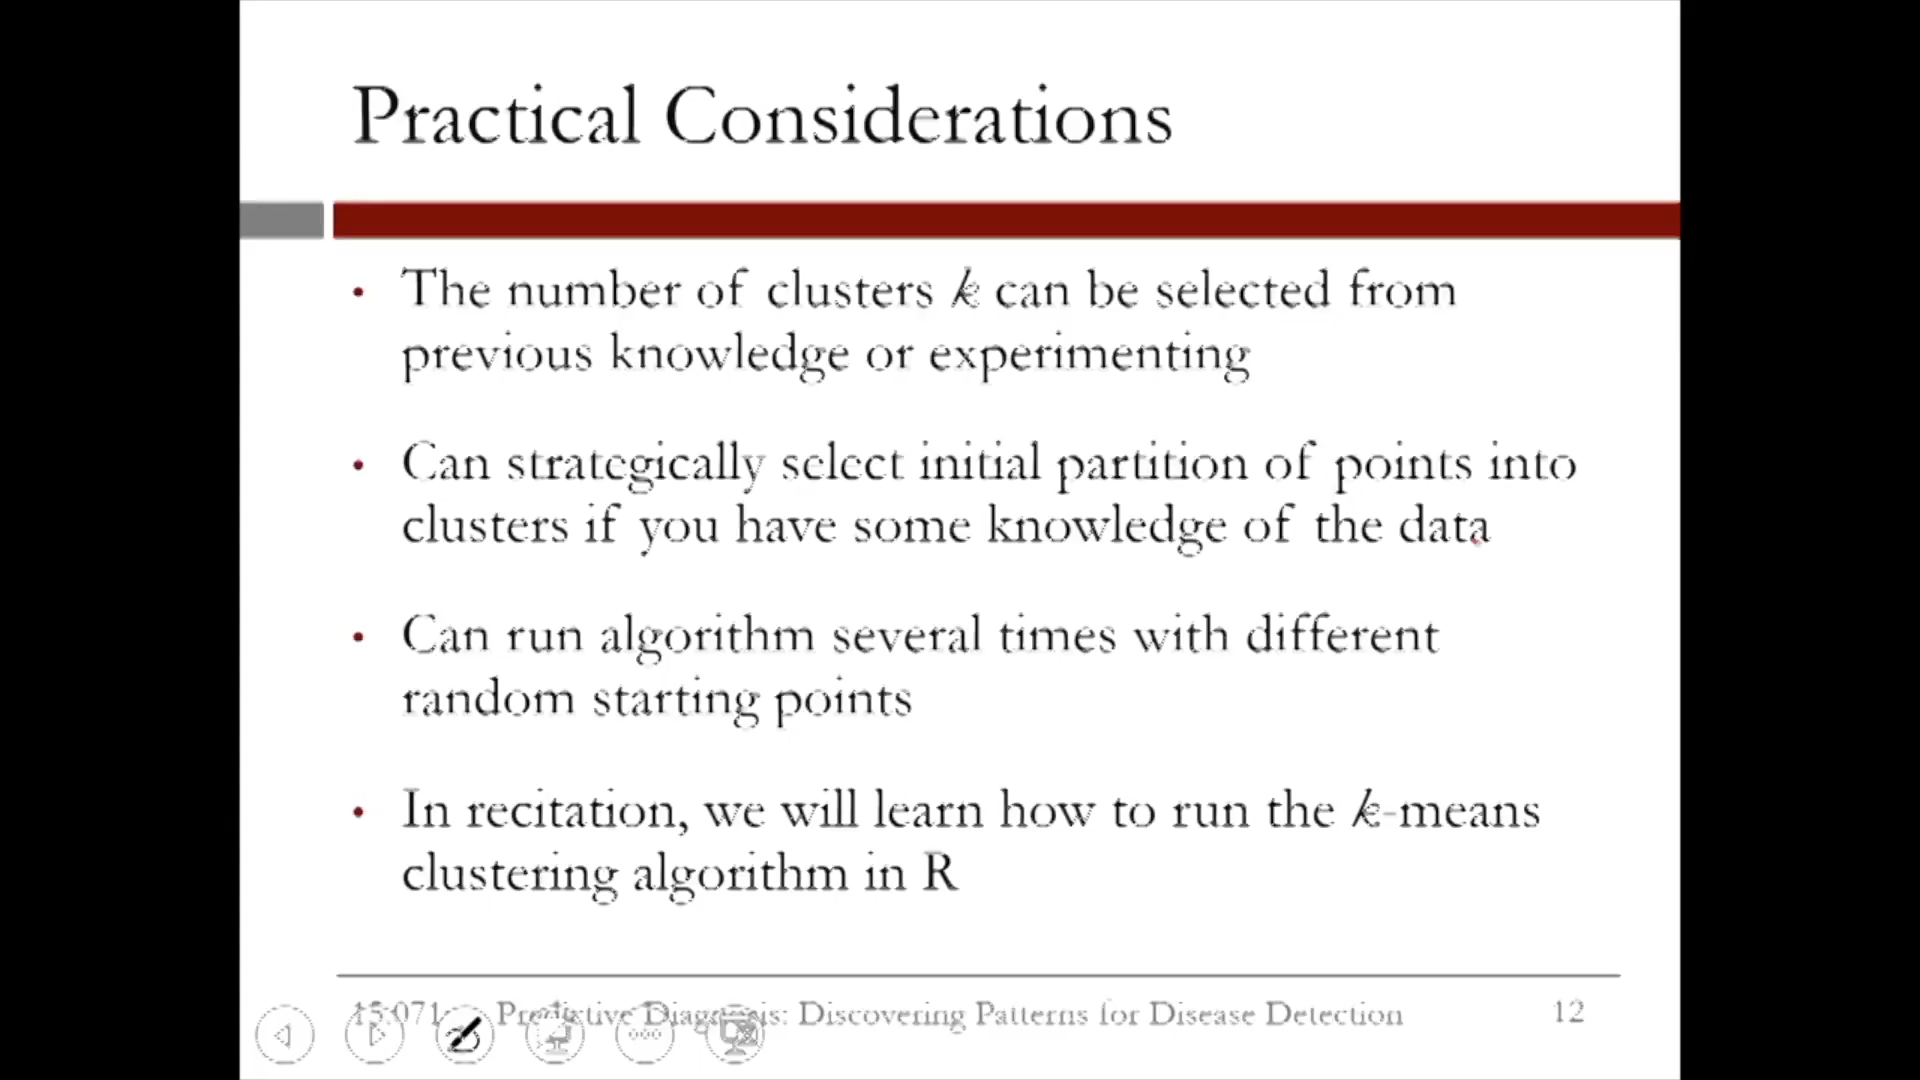 Practical Considerations
• The number of clusters k can be selected from
previous knowledge or experimenting
• Can strategically select initial partition of points into
clusters if you have some knowledge of the data
• Can run algorithm several times with different
random starting points
• In recitation, we will learn how to run the k-means
clustering algorithm in R
Predictive Diagnosis: Discovering Patterns for Disease Detection 12